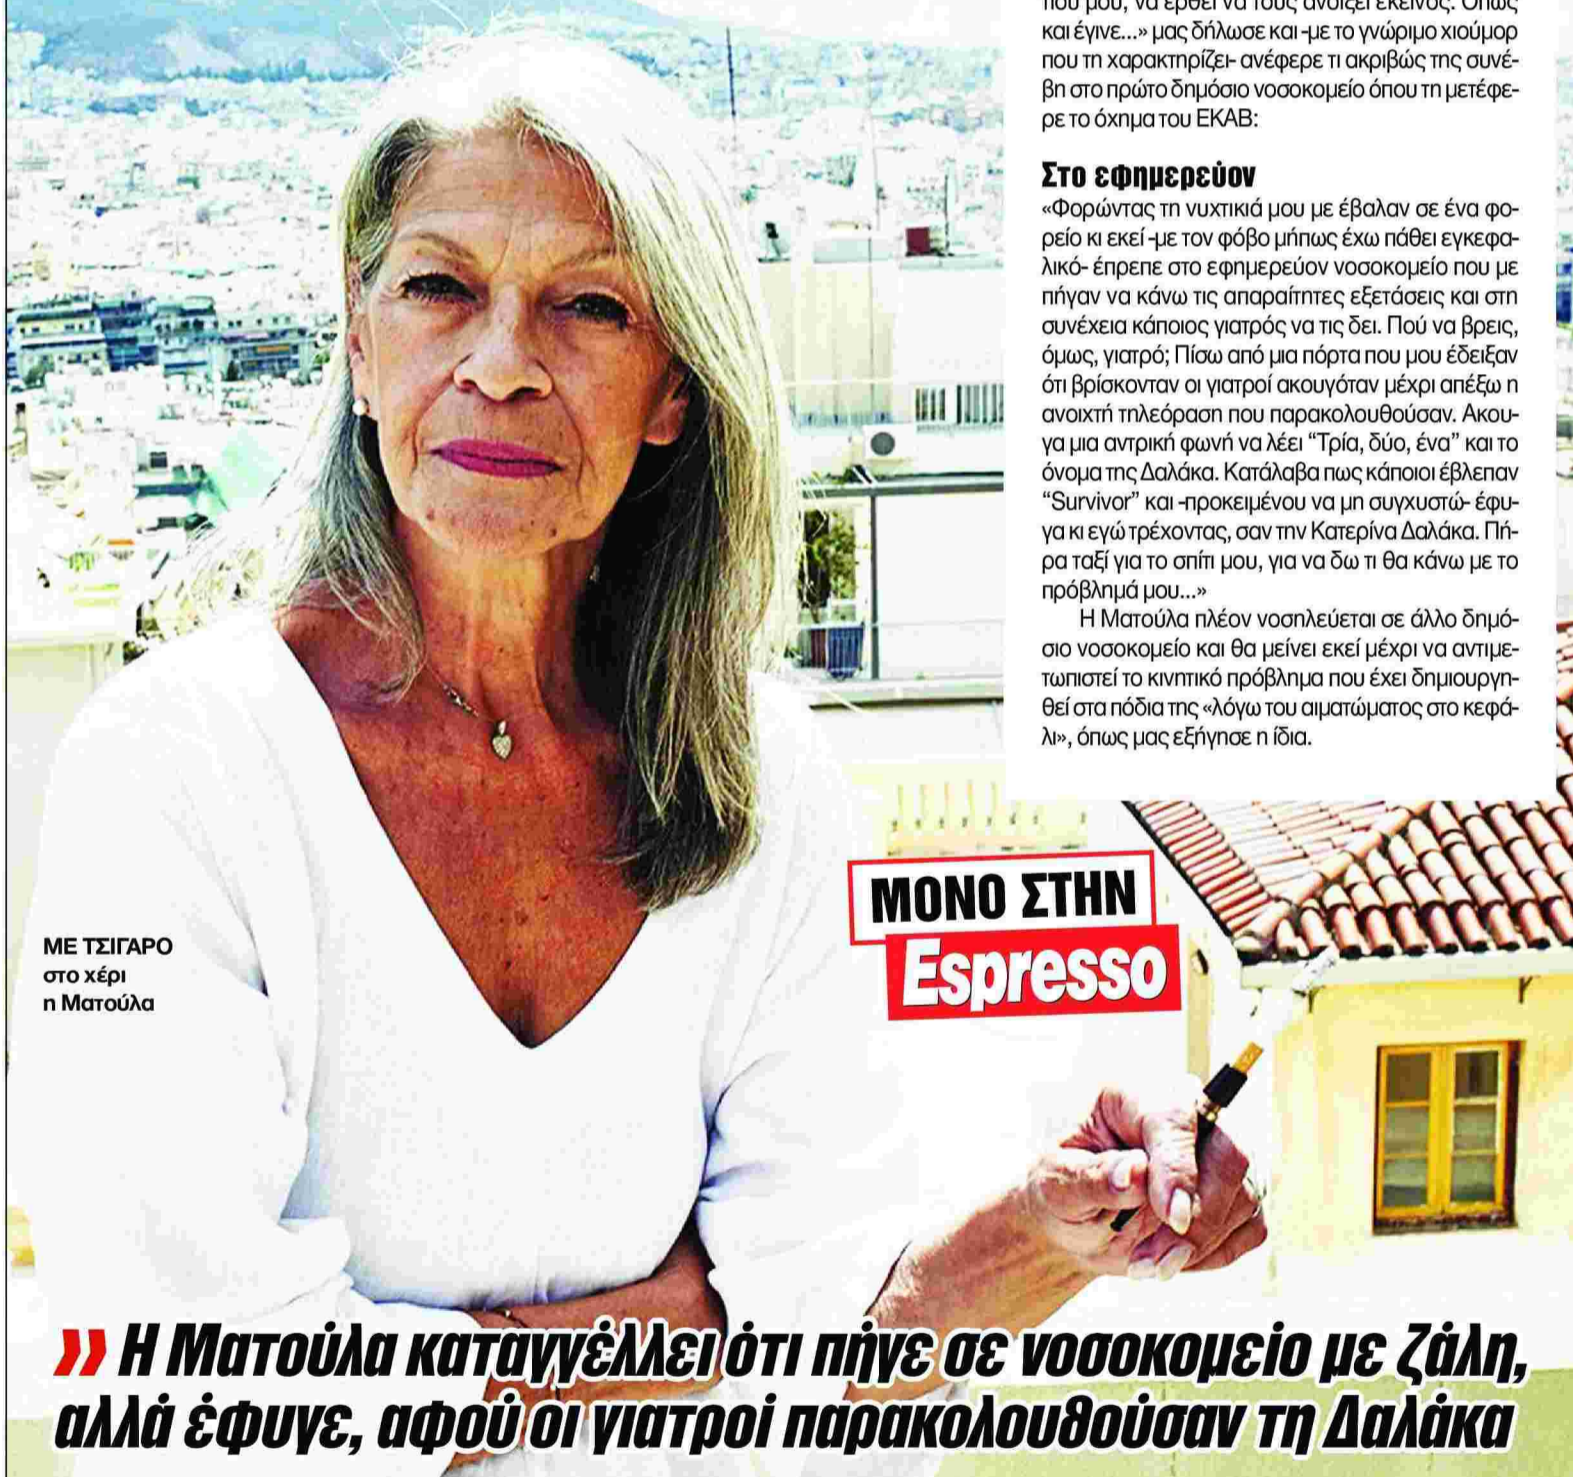 που μου, να έρθει να τους ανοίξει εκείνος. Όπως
και έγινε...» μας δήλωσε και -με το γνώριμο χιούμορ
που τη χαρακτηρίζει- ανέφερε τι ακριβώς της συνέ-
βη στο πρώτο δημόσιο νοσοκομείο όπου τη μετέφε-
ρε το όχημα του ΕΚΑΒ:
Στο εφημερεύον
«Φορώντας τη νυχτικιά μου με έβαλαν σε ένα φο-
ρείο κι εκεί -με τον φόβο μήπως έχω πάθει εγκεφα-
λικό- έπρεπε στο εφημερεύον νοσοκομείο που με
πήγαν να κάνω τις απαραίτητες εξετάσεις και στη
συνέχεια κάποιος γιατρός να τις δει. Πού να βρεις,
όμως, γιατρό; Πίσω από μια πόρτα που μου έδειξαν
ότι βρίσκονταν οι γιατροί ακουγόταν μέχρι απέξω η
ανοιχτή τηλεόραση που παρακολουθούσαν. Ακου-
γα μια αντρική φωνή να λέει “Τρία, δύο, ένα” και το
όνομα της Δαλάκα. Κατάλαβα πως κάποιοι έβλεπαν
“Survivor” και -προκειμένου να μη συγχυστώ- έφυ-
γα κι εγώ τρέχοντας, σαν την Κατερίνα Δαλάκα. Πή-
ρα ταξί για το σπίτι μου, για να δω τι θα κάνω με το
πρόβλημά μου...»
Η Ματούλα πλέον νοσηλεύεται σε άλλο δημό-
σιο νοσοκομείο και θα μείνει εκεί μέχρι να αντιμε-
τωπιστεί το κινητικό πρόβλημα που έχει δημιουργη-
θεί στα πόδια της «λόγω του αιματώματος στο κεφά-
λι», όπως μας εξήγησε η ίδια.
ΜΟΝΟ ΣΤΗΝ
Espresso
ΜΕ ΤΣΙΓΑΡΟ
στο χέρι
η Ματούλα
» Η Ματούλα καταγγέλλει ότι πήγε σε νοσοκομείο με ζάλη,
αλλά έφυγε, αφού οι γιατροί παρακολουθούσαν τη Δαλάκα